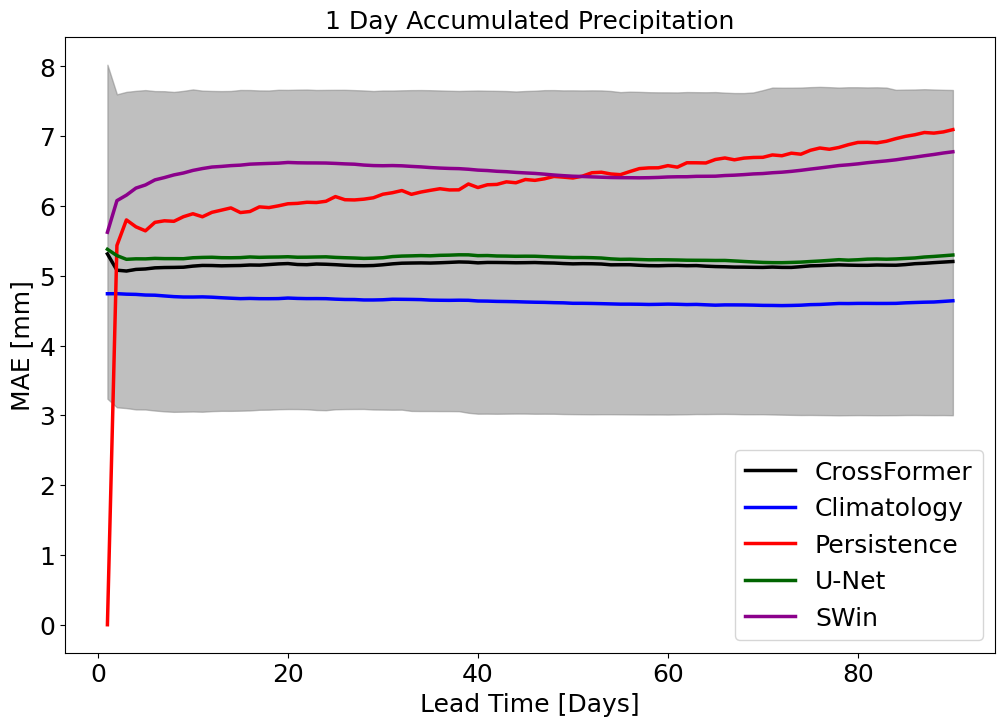 1 Day Accumulated Precipitation
MAE [mm]
8
7
6
5
4
3
2
1
0
CrossFormer
Climatology
Persistence
U-Net
SWin
0 20 40 60 80
Lead Time [Days]